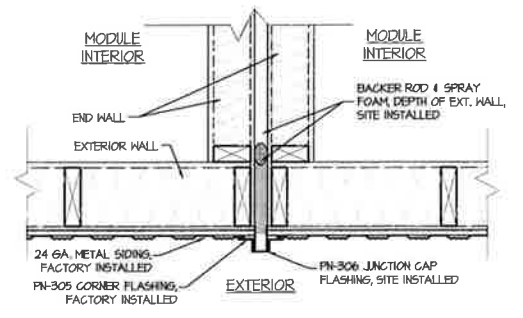 MODULE
INTERIOR
MODULE
INTERIOR
BACKER ROD & SPRAY
FOAM, DEPTH OF EXT. WALL,
SITE INSTALLED
END WALL
EXTERIOR WALL
24 GA. METAL SIDING,
FACTORY INSTALLED
PN-305 CORNER FLASHING,
FACTORY INSTALLED
EXTERIOR
PN-306 JUNCTION CAP
FLASHING, SITE INSTALLED